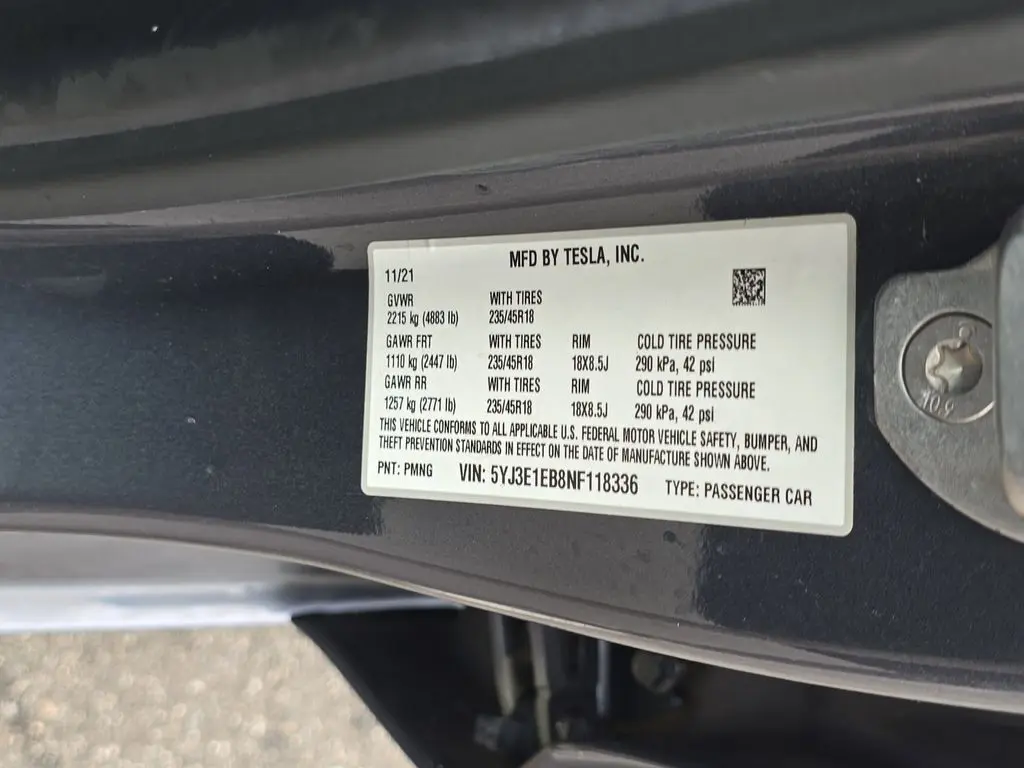 MFD BY TESLA, INC.
11/21
GVWR WITH TIRES
2215 kg (4883 lb) 235/45R18
GAWR FRT WITH TIRES RIM COLD TIRE PRESSURE
1110 kg (2447 lb) 235/45R18 18X8.5J 290 kPa, 42 psi
GAWR RR WITH TIRES RIM COLD TIRE PRESSURE
1257 kg (2771 lb) 235/45R18 18X8.5J 290 kPa, 42 psi
THIS VEHICLE CONFORMS TO ALL APPLICABLE U.S. FEDERAL MOTOR VEHICLE SAFETY, BUMPER, AND
THEFT PREVENTION STANDARDS IN EFFECT ON THE DATE OF MANUFACTURE SHOWN ABOVE.
PNT: PMNG VIN: 5YJ3E1EB8NF118336 TYPE: PASSENGER CAR